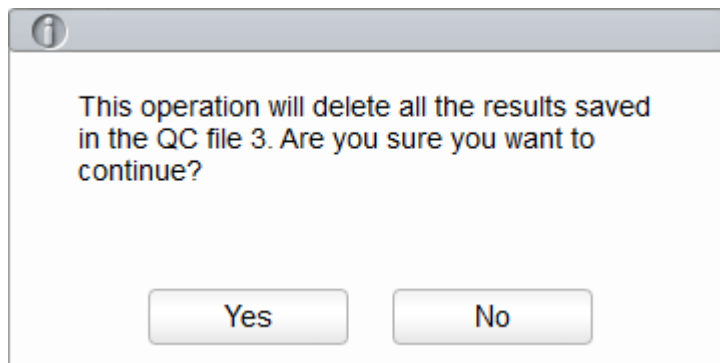 This operation will delete all the results saved
in the QC file 3. Are you sure you want to
continue?
Yes No